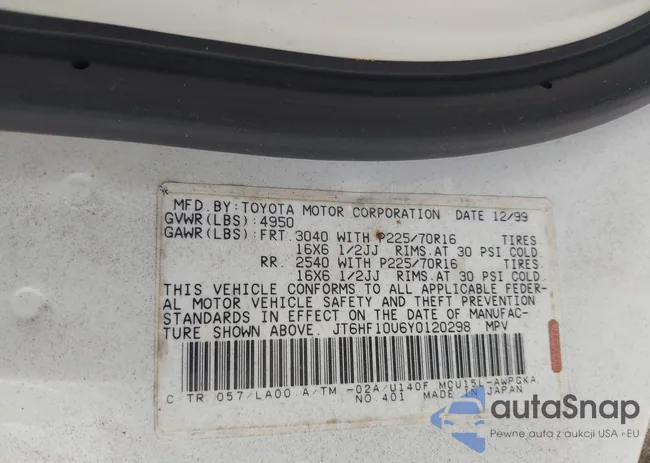 MFD. BY: TOYOTA MOTOR CORPORATION DATE 12/99
GVWR(LBS):4950
GAWR(LBS):FRT. 3040 WITH P225/70R16 TIRES
16X6 1/2JJ RIMS.AT 30 PSI COLD.
RR. 2540 WITH P225/70R16 TIRES
16X6 1/2JJ RIMS.AT 30 PSI COLD.
THIS VEHICLE CONFORMS TO ALL APPLICABLE FEDER-
AL MOTOR VEHICLE SAFETY AND THEFT PREVENTION
STANDARDS IN EFFECT ON THE DATE OF MANUFAC-
TURE SHOWN ABOVE. JT6HF10U6Y0120298 MPV
C TR 057/LA00 A/TM -02A/U140F MCU15L-AWPGKA
NO 401 MADE IN JAPAN
autoSnap
Pewne auta z aukcji USA i EU